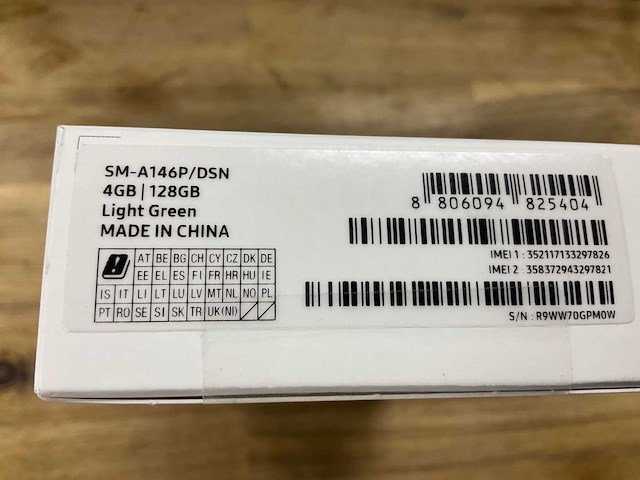 SM-A146P/DSN
4GB | 128GB
Light Green
MADE IN CHINA
AT BE BG CH CY CZ DK DE
EE EL ES FI FR HR HU IE
IS IT LI LT LU LV MT NL NO PL
PT RO SE SI SK TR UK(NI)
8 806094 825404
IMEI 1 : 352117133297826
IMEI 2 : 358372943297821
S/N : R9WW70GPM0W